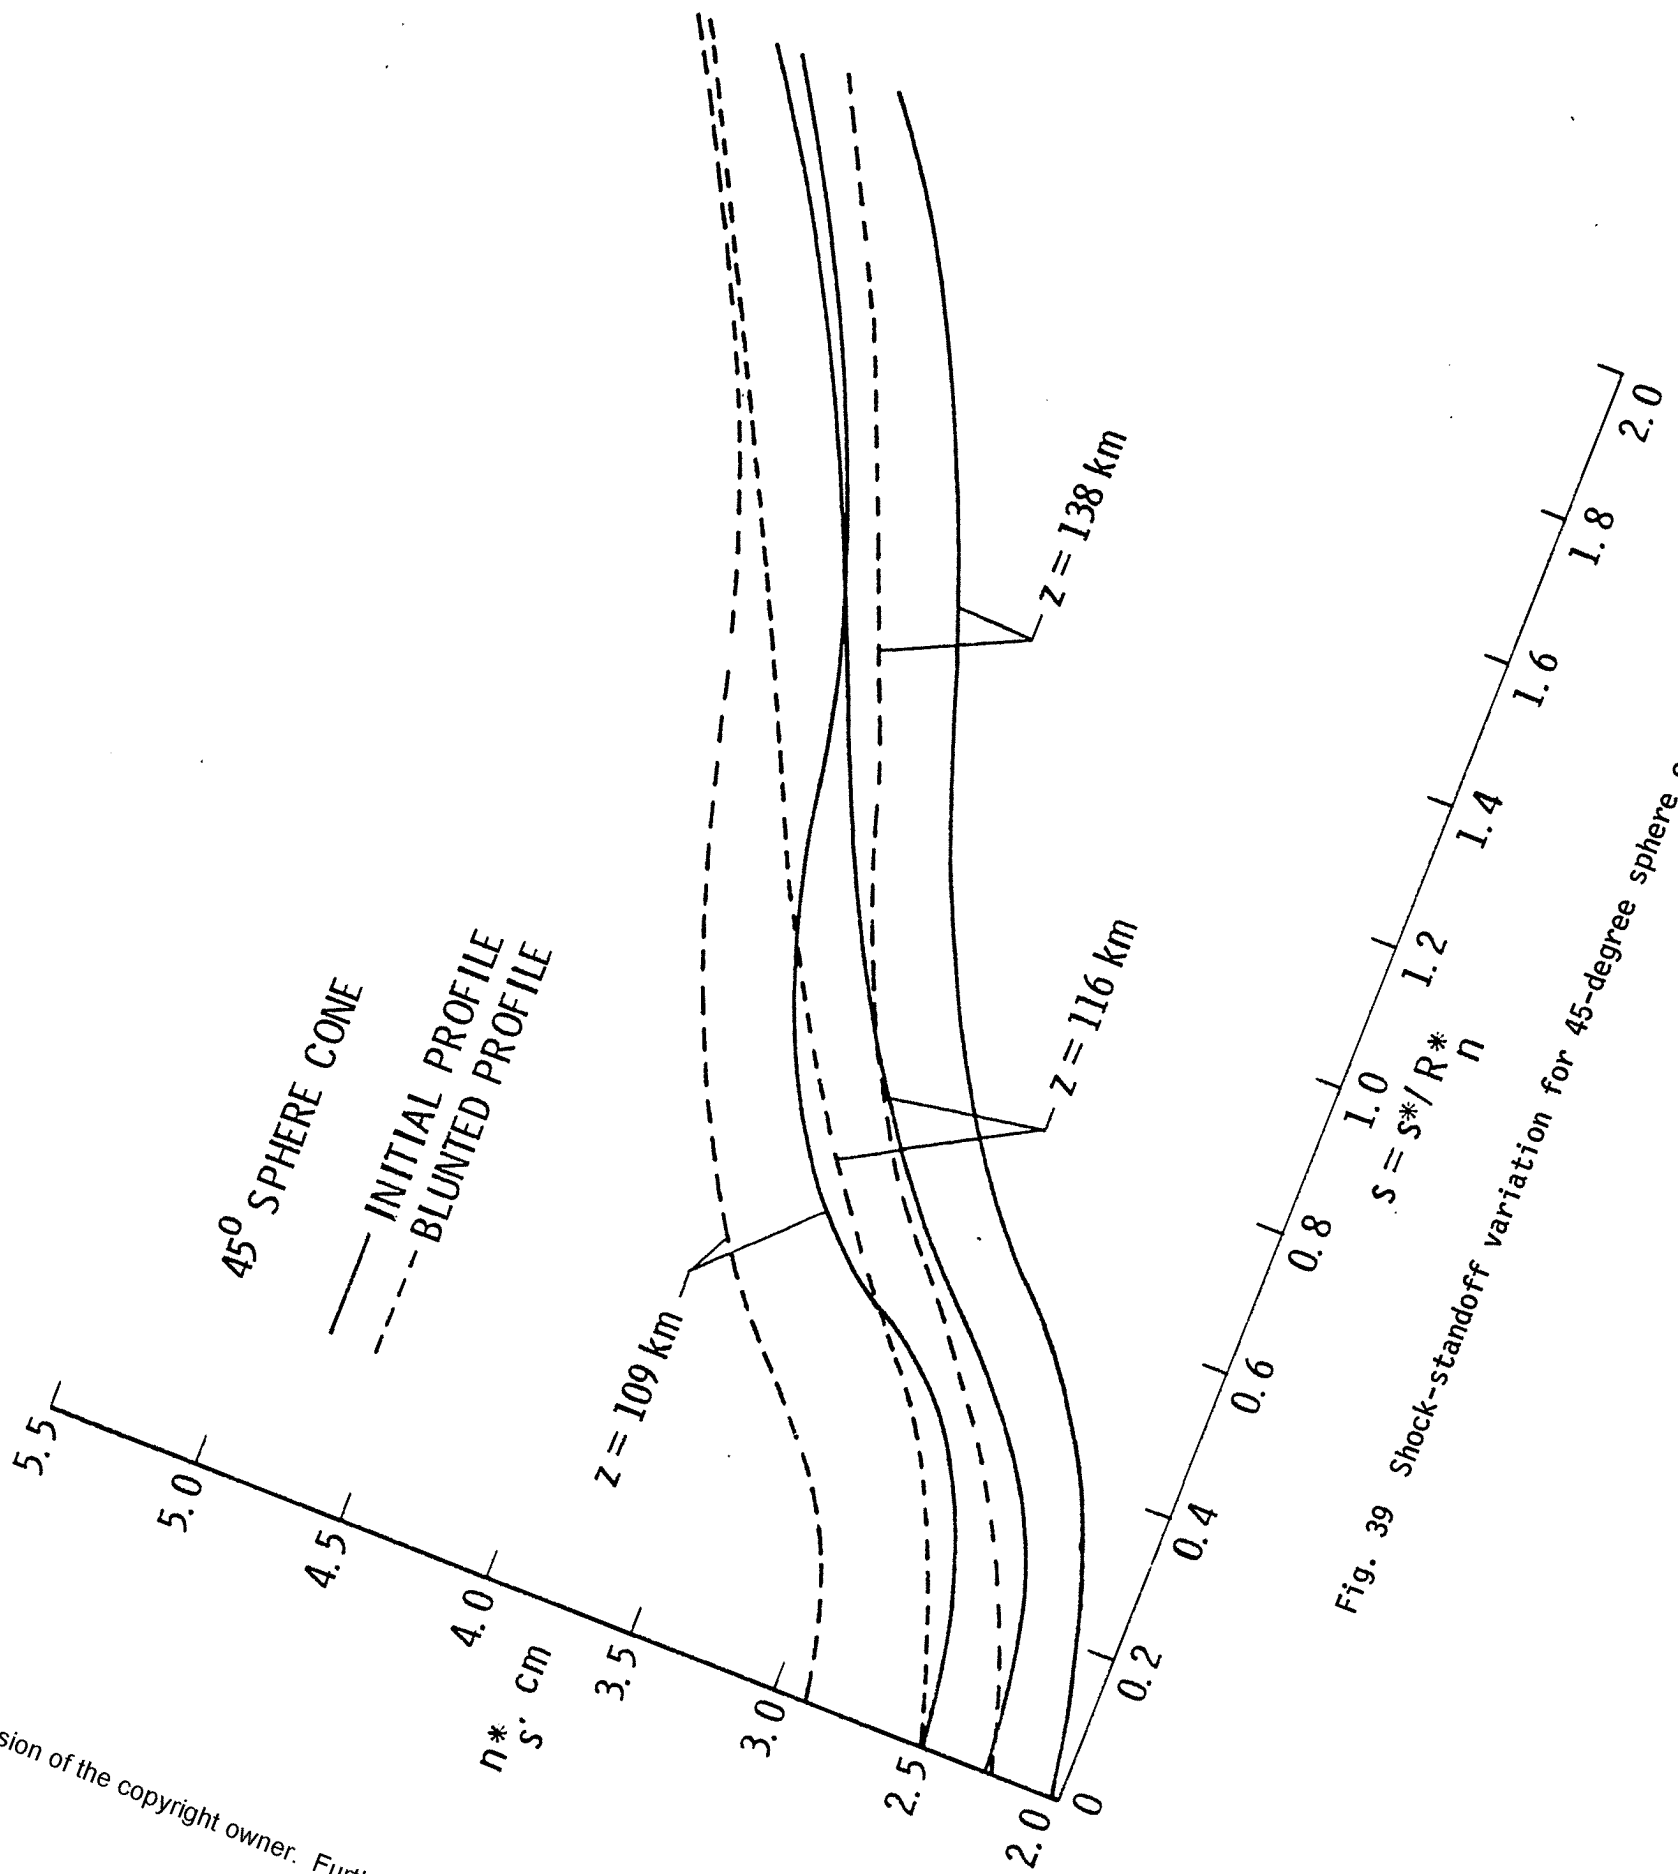 45⁰ SPHERE CONE
INITIAL PROFILE
BLUNTED PROFILE
5.5
5.0
4.5
4.0
3.5
3.0
2.5
2.0
n*
s' cm
z = 109 km
z = 116 km
z = 138 km
0
0.2
0.4
0.6
0.8
1.0
1.2
1.4
1.6
1.8
2.0
s = s*/R*
n
Fig. 39 Shock-standoff variation for 45-degree sphere
sion of the copyright owner.